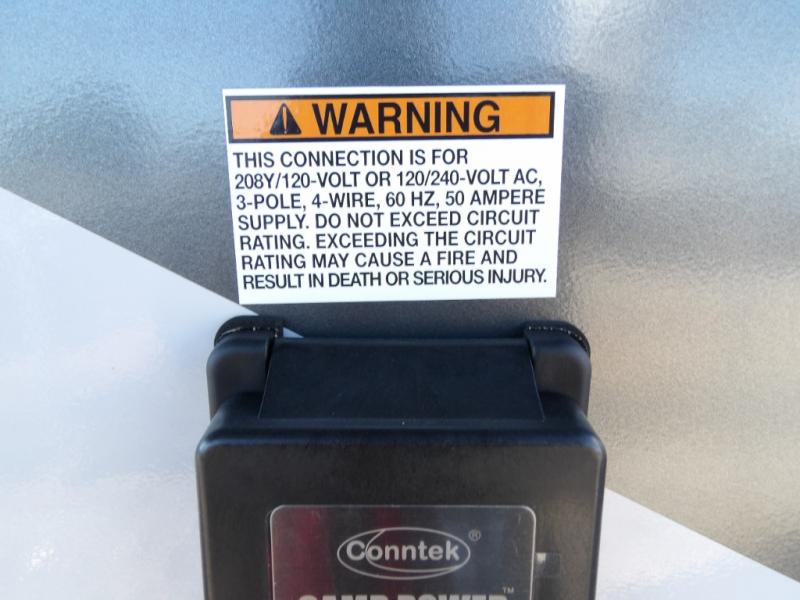 WARNING
THIS CONNECTION IS FOR
208Y/120-VOLT OR 120/240-VOLT AC,
3-POLE, 4-WIRE, 60 HZ, 50 AMPERE
SUPPLY. DO NOT EXCEED CIRCUIT
RATING. EXCEEDING THE CIRCUIT
RATING MAY CAUSE A FIRE AND
RESULT IN DEATH OR SERIOUS INJURY.
Conntek®
CAMP POWER™